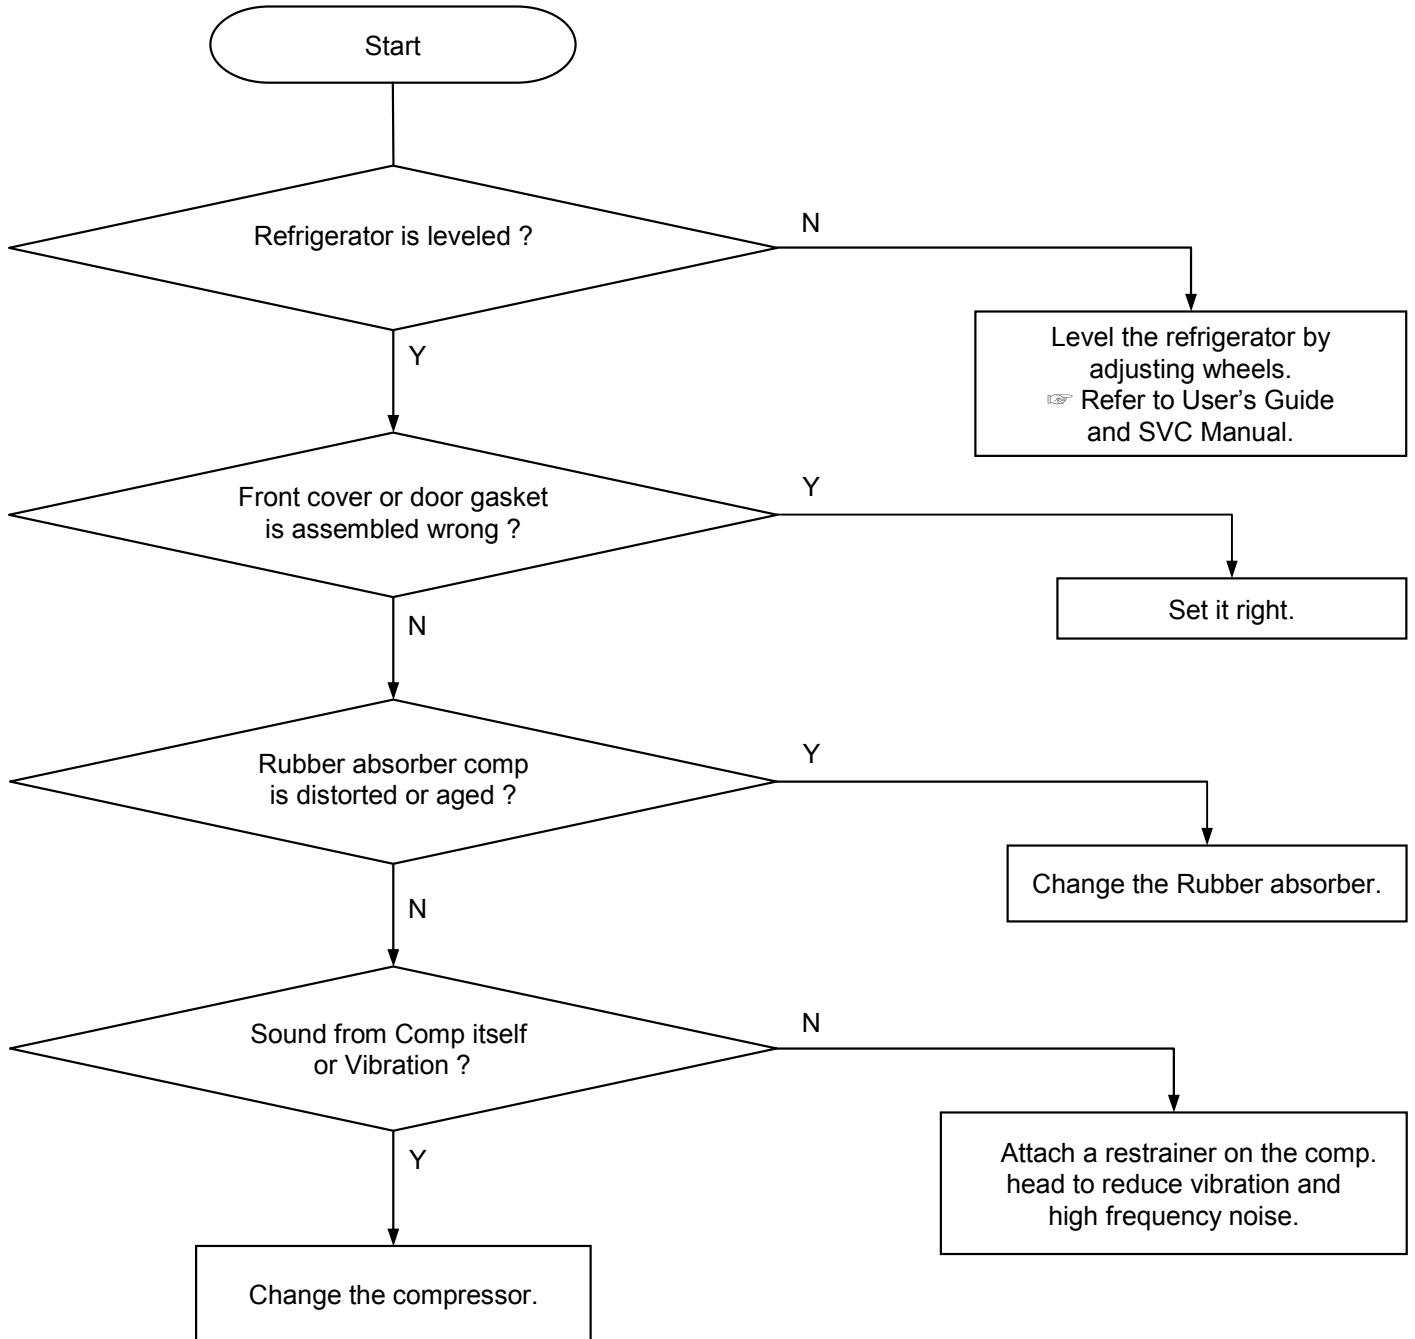 Start
Refrigerator is leveled ?
N
Y
Level the refrigerator by
adjusting wheels.
☞ Refer to User’s Guide
and SVC Manual.
Front cover or door gasket
is assembled wrong ?
Y
N
Set it right.
Rubber absorber comp
is distorted or aged ?
Y
N
Change the Rubber absorber.
Sound from Comp itself
or Vibration ?
N
Y
Attach a restrainer on the comp.
head to reduce vibration and
high frequency noise.
Change the compressor.